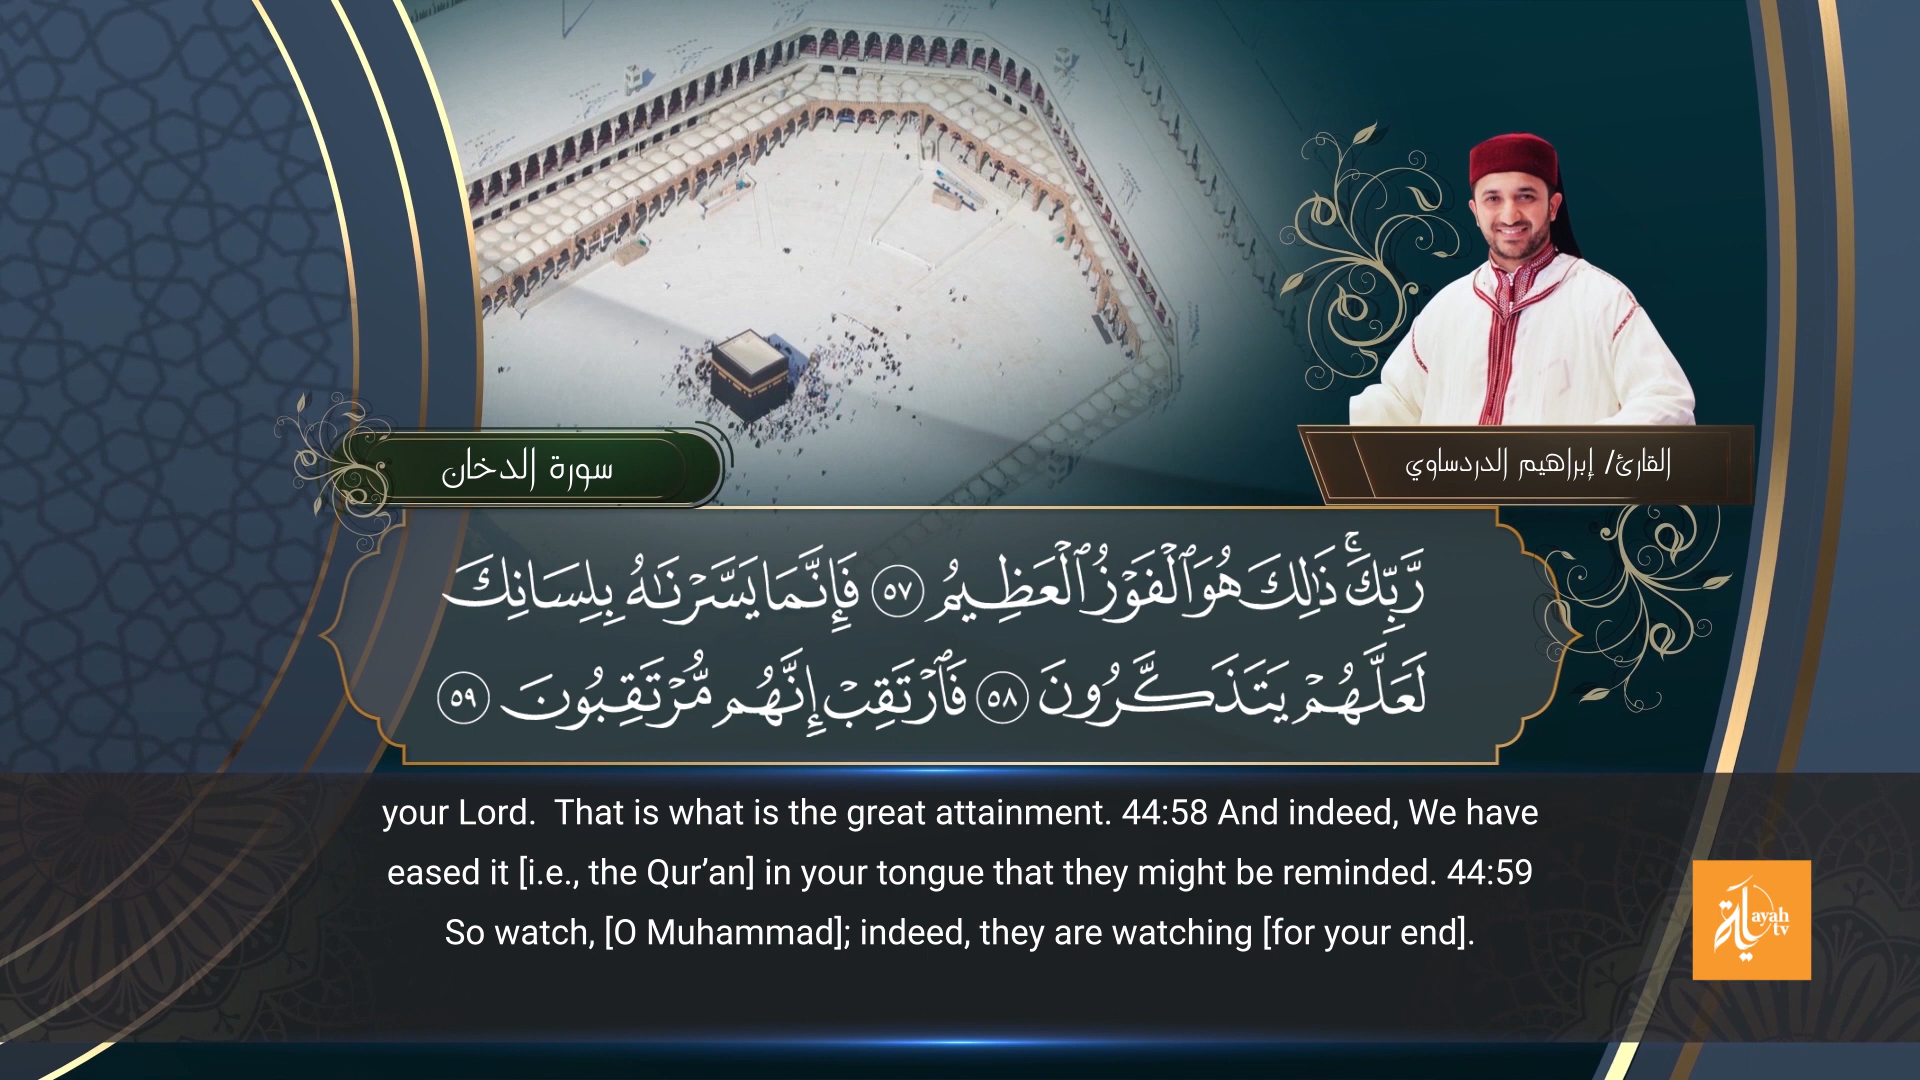 سورة الدخان
القارئ/ إبراهيم الدردساوي
رَّبِّكَۚ ذَٰلِكَ هُوَ ٱلْفَوْزُ ٱلْعَظِيمُ ٥٧ فَإِنَّمَا يَسَّرْنَٰهُ بِلِسَانِكَ
لَعَلَّهُمْ يَتَذَكَّرُونَ ٥٨ فَٱرْتَقِبْ إِنَّهُم مُّرْتَقِبُونَ ٥٩
your Lord.  That is what is the great attainment. 44:58 And indeed, We have
eased it [i.e., the Qur’an] in your tongue that they might be reminded. 44:59
So watch, [O Muhammad]; indeed, they are watching [for your end].
آية
ayah
tv